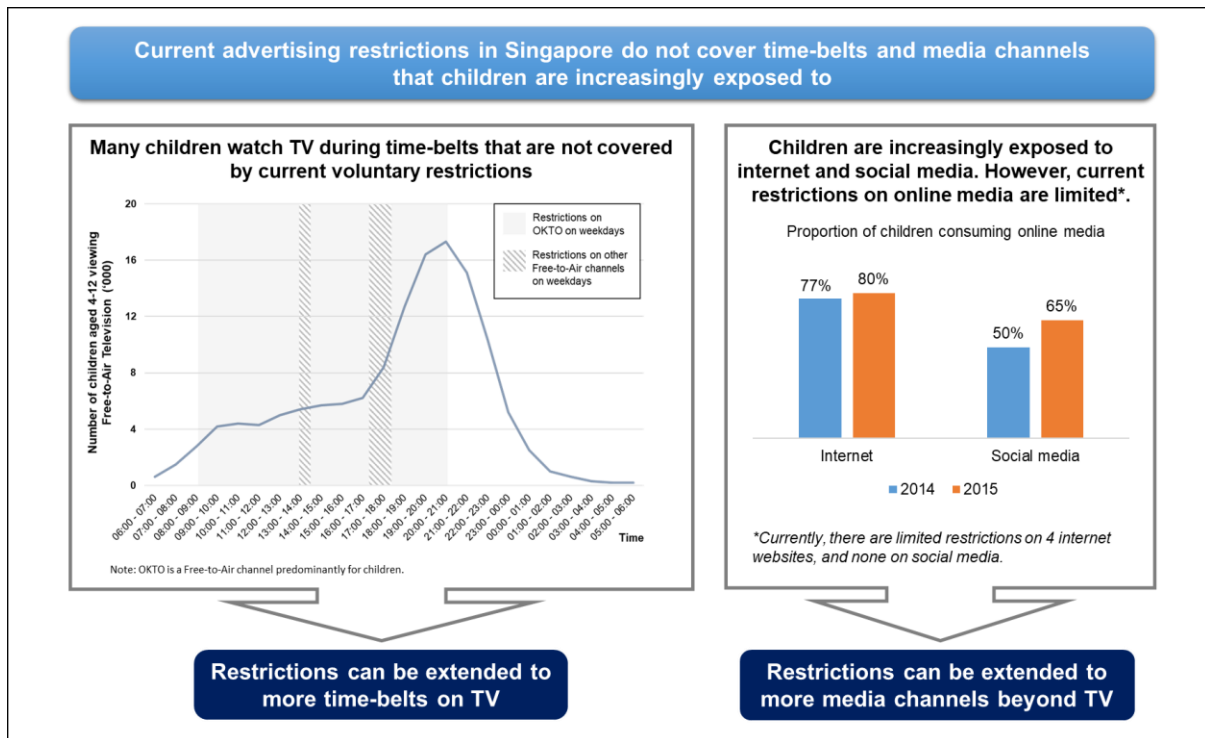 Current advertising restrictions in Singapore do not cover time-belts and media channels
that children are increasingly exposed to
Many children watch TV during time-belts that are not covered
by current voluntary restrictions
Number of children aged 4-12 viewing
Free-to-Air Television ('000)
20
16
12
8
4
0
Restrictions on
OKTO on weekdays
Restrictions on other
Free-to-Air channels
on weekdays
06:00 - 07:00
07:00 - 08:00
08:00 - 09:00
09:00 - 10:00
10:00 - 11:00
11:00 - 12:00
12:00 - 13:00
13:00 - 14:00
14:00 - 15:00
15:00 - 16:00
16:00 - 17:00
17:00 - 18:00
18:00 - 19:00
19:00 - 20:00
20:00 - 21:00
21:00 - 22:00
22:00 - 23:00
23:00 - 00:00
00:00 - 01:00
01:00 - 02:00
02:00 - 03:00
03:00 - 04:00
04:00 - 05:00
05:00 - 06:00
Time
Note: OKTO is a Free-to-Air channel predominantly for children.
Restrictions can be extended to
more time-belts on TV
Children are increasingly exposed to
internet and social media. However, current
restrictions on online media are limited*.
Proportion of children consuming online media
77%
80%
50%
65%
Internet
Social media
2014
2015
*Currently, there are limited restrictions on 4 internet
websites, and none on social media.
Restrictions can be extended to
more media channels beyond TV